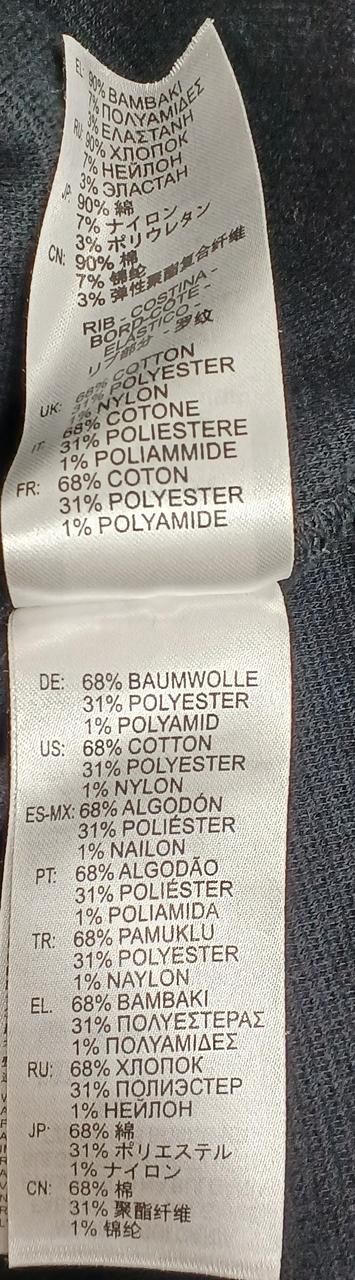 EL: 90% ΒΑΜΒΑΚΙ
7% ΠΟΛΥΑΜΙΔΕΣ
3% ΕΛΑΣΤΑΝΗ
RU: 90% ХЛОПОК
7% НЕЙЛОН
3% ЭЛАСТАН
JP: 90% 綿
7% ナイロン
3% ポリウレタン
CN: 90% 棉
7% 锦纶
3% 弹性聚酯复合纤维
RIB - COSTINA -
BORD-COTE -
ELASTICO -
リブ部分 - 罗纹
UK: 68% COTTON
31% POLYESTER
1% NYLON
IT: 68% COTONE
31% POLIESTERE
1% POLIAMMIDE
FR: 68% COTON
31% POLYESTER
1% POLYAMIDE
DE: 68% BAUMWOLLE
31% POLYESTER
1% POLYAMID
US: 68% COTTON
31% POLYESTER
1% NYLON
ES-MX: 68% ALGODÓN
31% POLIÉSTER
1% NAILON
PT: 68% ALGODÃO
31% POLIÉSTER
1% POLIAMIDA
TR: 68% PAMUKLU
31% POLYESTER
1% NAYLON
EL. 68% ΒΑΜΒΑΚΙ
31% ΠΟΛΥΕΣΤΕΡΑΣ
1% ΠΟΛΥΑΜΙΔΕΣ
RU: 68% ХЛОПОК
31% ПОЛИЭСТЕР
1% НЕЙЛОН
JP: 68% 綿
31% ポリエステル
1% ナイロン
CN: 68% 棉
31% 聚酯纤维
1% 锦纶